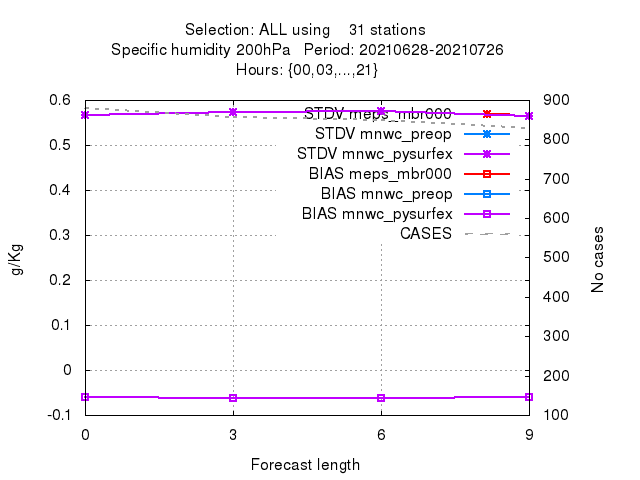 Selection: ALL using 31 stations
Specific humidity 200hPa Period: 20210628-20210726
Hours: {00,03,...,21}
STDV meps_mbr000
STDV mnwc_preop
STDV mnwc_pysurfex
BIAS meps_mbr000
BIAS mnwc_preop
BIAS mnwc_pysurfex
CASES
g/Kg
0.6
0.5
0.4
0.3
0.2
0.1
0
-0.1
900
800
700
600
500
400
300
200
100
No cases
0 3 6 9
Forecast length